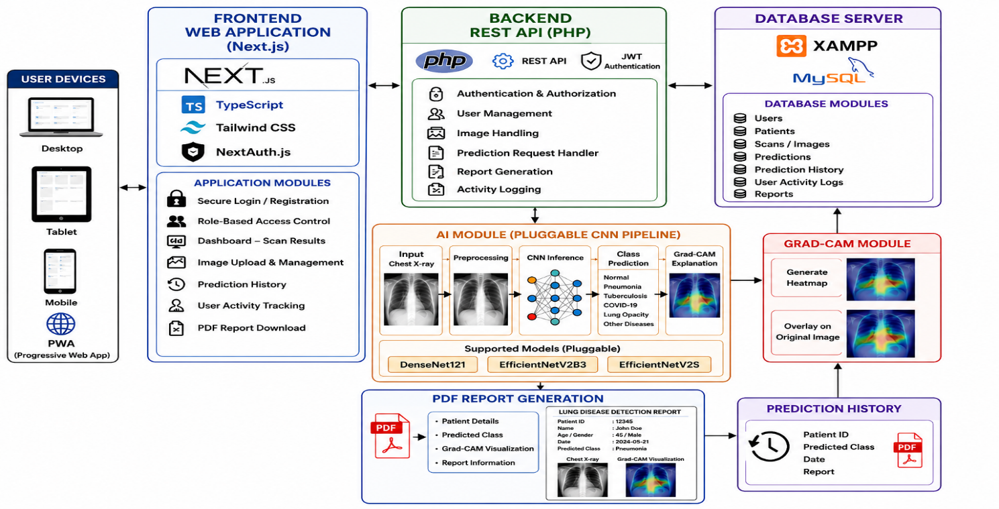 USER DEVICES
Desktop
Tablet
Mobile
PWA
(Progressive Web App)
FRONTEND
WEB APPLICATION
(Next.js)
NEXT.JS
TS TypeScript
Tailwind CSS
NextAuth.js
APPLICATION MODULES
Secure Login / Registration
Role-Based Access Control
Dashboard – Scan Results
Image Upload & Management
Prediction History
User Activity Tracking
PDF Report Download
BACKEND
REST API (PHP)
php
REST API
JWT
Authentication
Authentication & Authorization
User Management
Image Handling
Prediction Request Handler
Report Generation
Activity Logging
DATABASE SERVER
XAMPP
MySQL
DATABASE MODULES
Users
Patients
Scans / Images
Predictions
Prediction History
User Activity Logs
Reports
AI MODULE (PLUGGABLE CNN PIPELINE)
Input
Chest X-ray
Preprocessing
CNN Inference
Class
Prediction
Normal
Pneumonia
Tuberculosis
COVID-19
Lung Opacity
Other Diseases
Grad-CAM
Explanation
Supported Models (Pluggable)
DenseNet121
EfficientNetV2B3
EfficientNetV2S
GRAD-CAM MODULE
Generate
Heatmap
Overlay on
Original Image
PDF REPORT GENERATION
PDF
• Patient Details
• Predicted Class
• Grad-CAM Visualization
• Report Information
LUNG DISEASE DETECTION REPORT
Patient ID : 12345
Name : John Doe
Age / Gender : 45 / Male
Date : 2024-05-21
Predicted Class : Pneumonia
Chest X-ray
Grad-CAM Visualization
PREDICTION HISTORY
Patient ID
Predicted Class
Date
Report
PDF